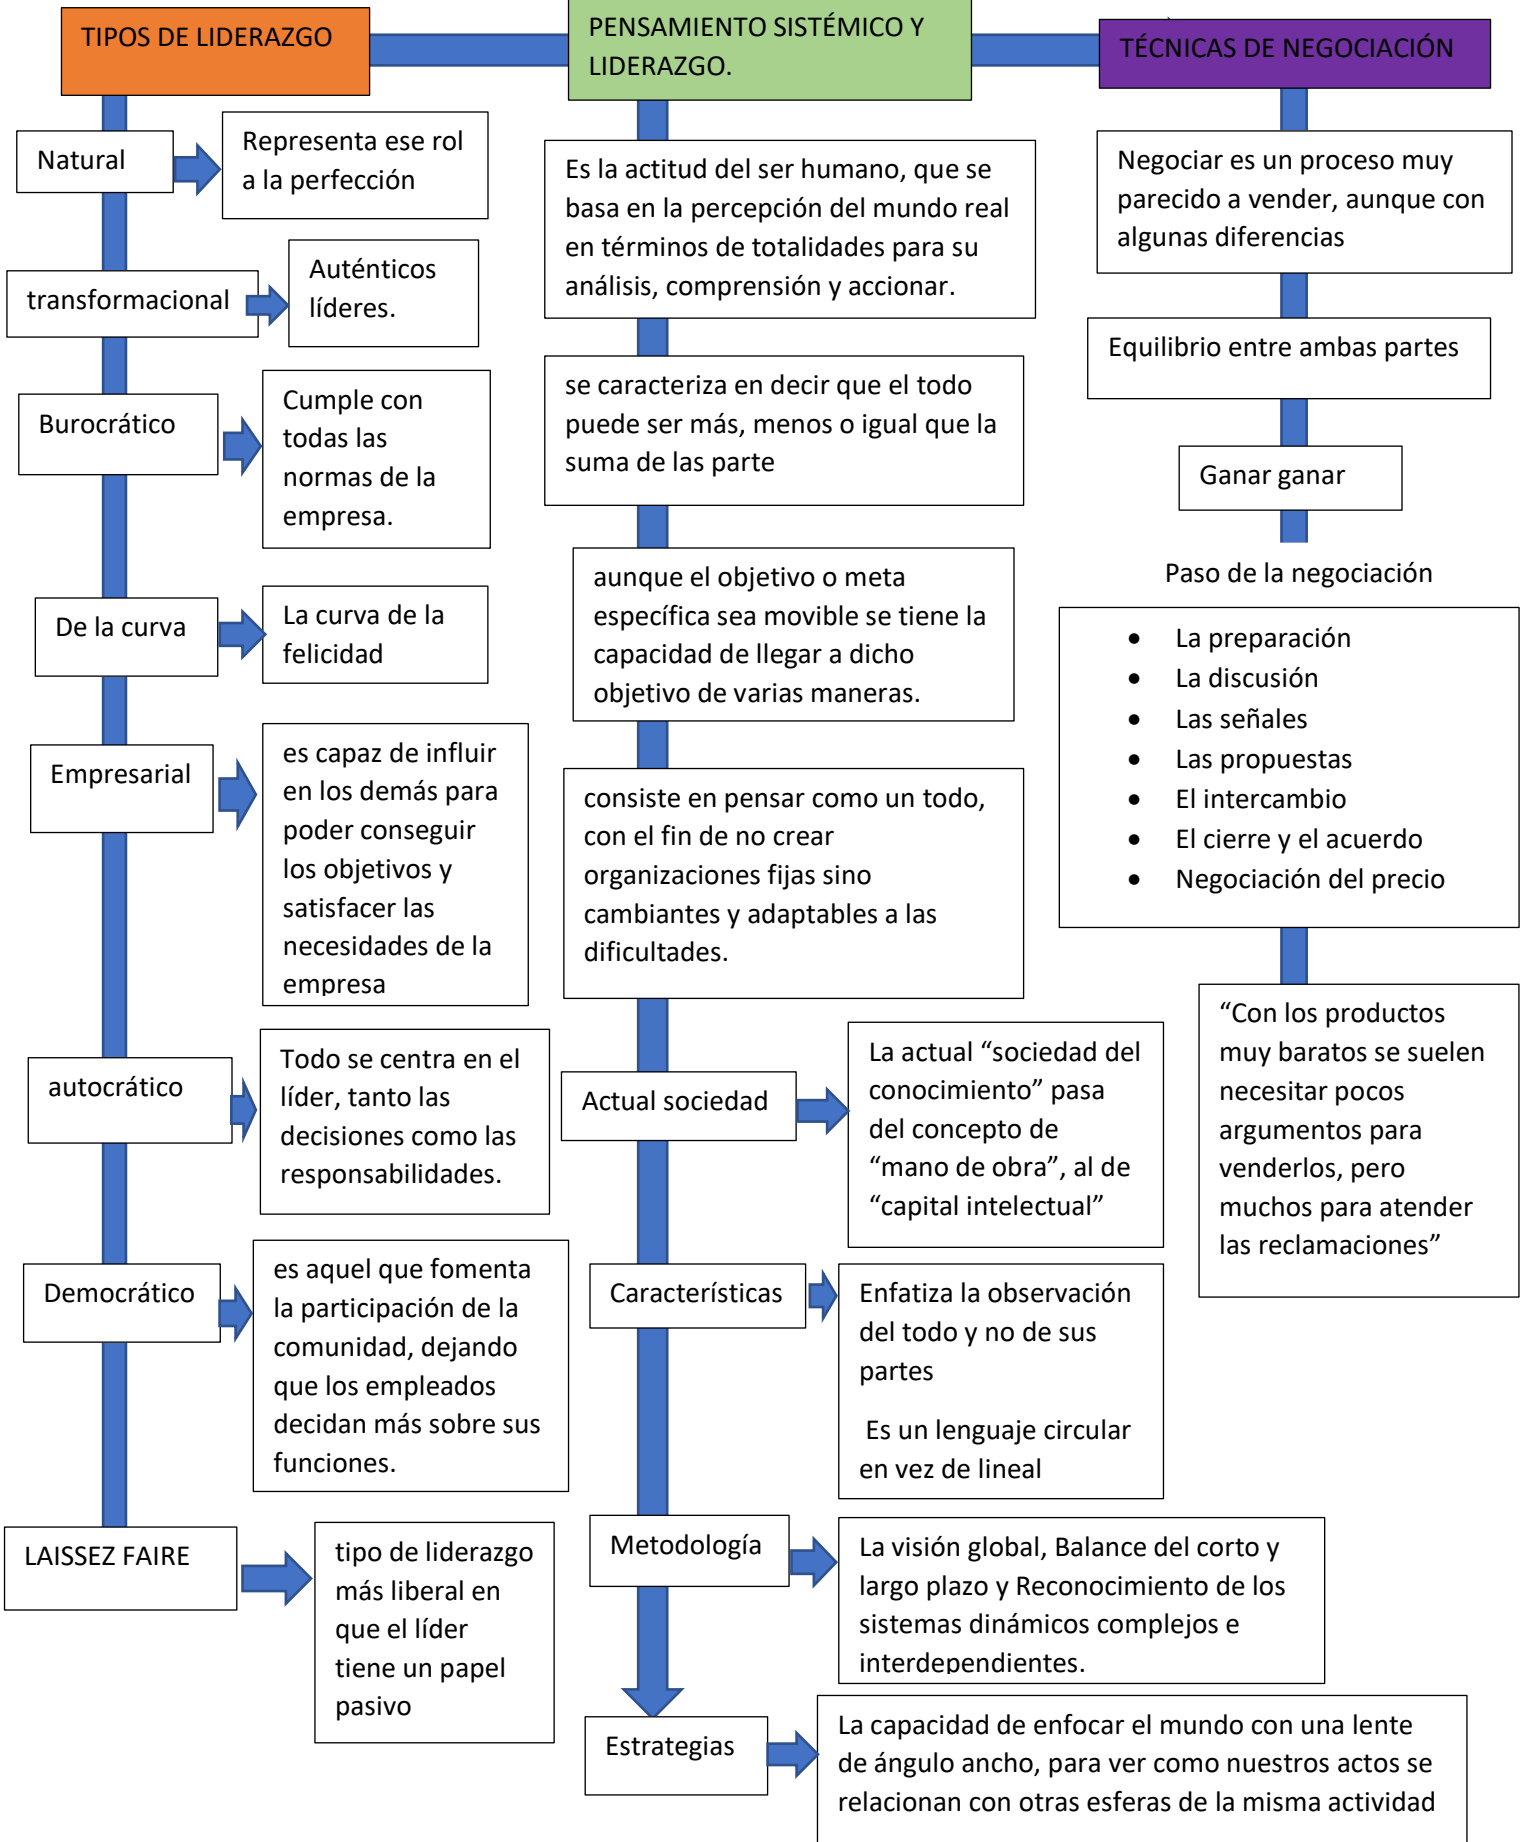 TIPOS DE LIDERAZGO
Natural
Representa ese rol
a la perfección
transformacional
Auténticos
líderes.
Burocrático
Cumple con
todas las
normas de la
empresa.
De la curva
La curva de la
felicidad
Empresarial
es capaz de influir
en los demás para
poder conseguir
los objetivos y
satisfacer las
necesidades de la
empresa
autocrático
Todo se centra en el
líder, tanto las
decisiones como las
responsabilidades.
Democrático
es aquel que fomenta
la participación de la
comunidad, dejando
que los empleados
decidan más sobre sus
funciones.
LAISSEZ FAIRE
tipo de liderazgo
más liberal en
que el líder
tiene un papel
pasivo
PENSAMIENTO SISTÉMICO Y
LIDERAZGO.
Es la actitud del ser humano, que se
basa en la percepción del mundo real
en términos de totalidades para su
análisis, comprensión y accionar.
se caracteriza en decir que el todo
puede ser más, menos o igual que la
suma de las parte
aunque el objetivo o meta
específica sea movible se tiene la
capacidad de llegar a dicho
objetivo de varias maneras.
consiste en pensar como un todo,
con el fin de no crear
organizaciones fijas sino
cambiantes y adaptables a las
dificultades.
Actual sociedad
La actual “sociedad del
conocimiento” pasa
del concepto de
“mano de obra”, al de
“capital intelectual”
Características
Enfatiza la observación
del todo y no de sus
partes
Es un lenguaje circular
en vez de lineal
Metodología
La visión global, Balance del corto y
largo plazo y Reconocimiento de los
sistemas dinámicos complejos e
interdependientes.
Estrategias
La capacidad de enfocar el mundo con una lente
de ángulo ancho, para ver como nuestros actos se
relacionan con otras esferas de la misma actividad
TÉCNICAS DE NEGOCIACIÓN
Negociar es un proceso muy
parecido a vender, aunque con
algunas diferencias
Equilibrio entre ambas partes
Ganar ganar
Paso de la negociación
• La preparación
• La discusión
• Las señales
• Las propuestas
• El intercambio
• El cierre y el acuerdo
• Negociación del precio
“Con los productos
muy baratos se suelen
necesitar pocos
argumentos para
venderlos, pero
muchos para atender
las reclamaciones”